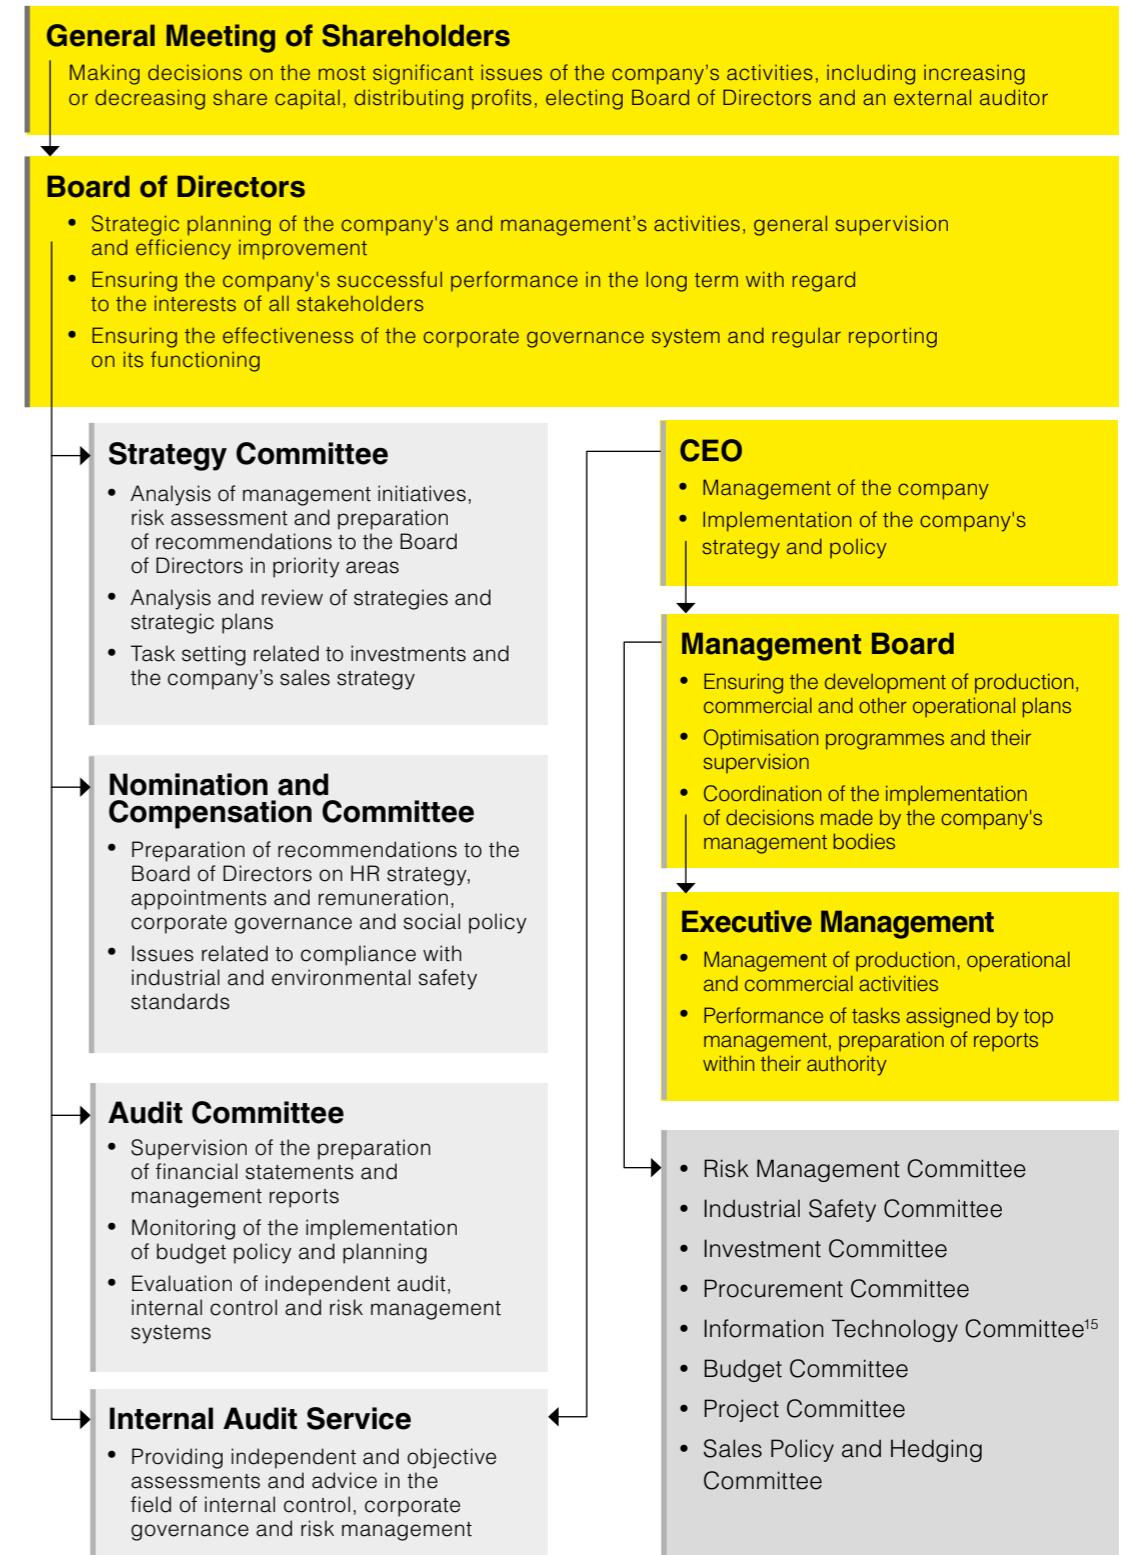 General Meeting of Shareholders
Making decisions on the most significant issues of the company’s activities, including increasing
or decreasing share capital, distributing profits, electing Board of Directors and an external auditor
Board of Directors
• Strategic planning of the company's and management’s activities, general supervision
and efficiency improvement
• Ensuring the company's successful performance in the long term with regard
to the interests of all stakeholders
• Ensuring the effectiveness of the corporate governance system and regular reporting
on its functioning
Strategy Committee
• Analysis of management initiatives,
risk assessment and preparation
of recommendations to the Board
of Directors in priority areas
• Analysis and review of strategies and
strategic plans
• Task setting related to investments and
the company’s sales strategy
Nomination and
Compensation Committee
• Preparation of recommendations to the
Board of Directors on HR strategy,
appointments and remuneration,
corporate governance and social policy
• Issues related to compliance with
industrial and environmental safety
standards
Audit Committee
• Supervision of the preparation
of financial statements and
management reports
• Monitoring of the implementation
of budget policy and planning
• Evaluation of independent audit,
internal control and risk management
systems
Internal Audit Service
• Providing independent and objective
assessments and advice in the
field of internal control, corporate
governance and risk management
CEO
• Management of the company
• Implementation of the company's
strategy and policy
Management Board
• Ensuring the development of production,
commercial and other operational plans
• Optimisation programmes and their
supervision
• Coordination of the implementation
of decisions made by the company's
management bodies
Executive Management
• Management of production, operational
and commercial activities
• Performance of tasks assigned by top
management, preparation of reports
within their authority
• Risk Management Committee
• Industrial Safety Committee
• Investment Committee
• Procurement Committee
• Information Technology Committee¹⁵
• Budget Committee
• Project Committee
• Sales Policy and Hedging
Committee